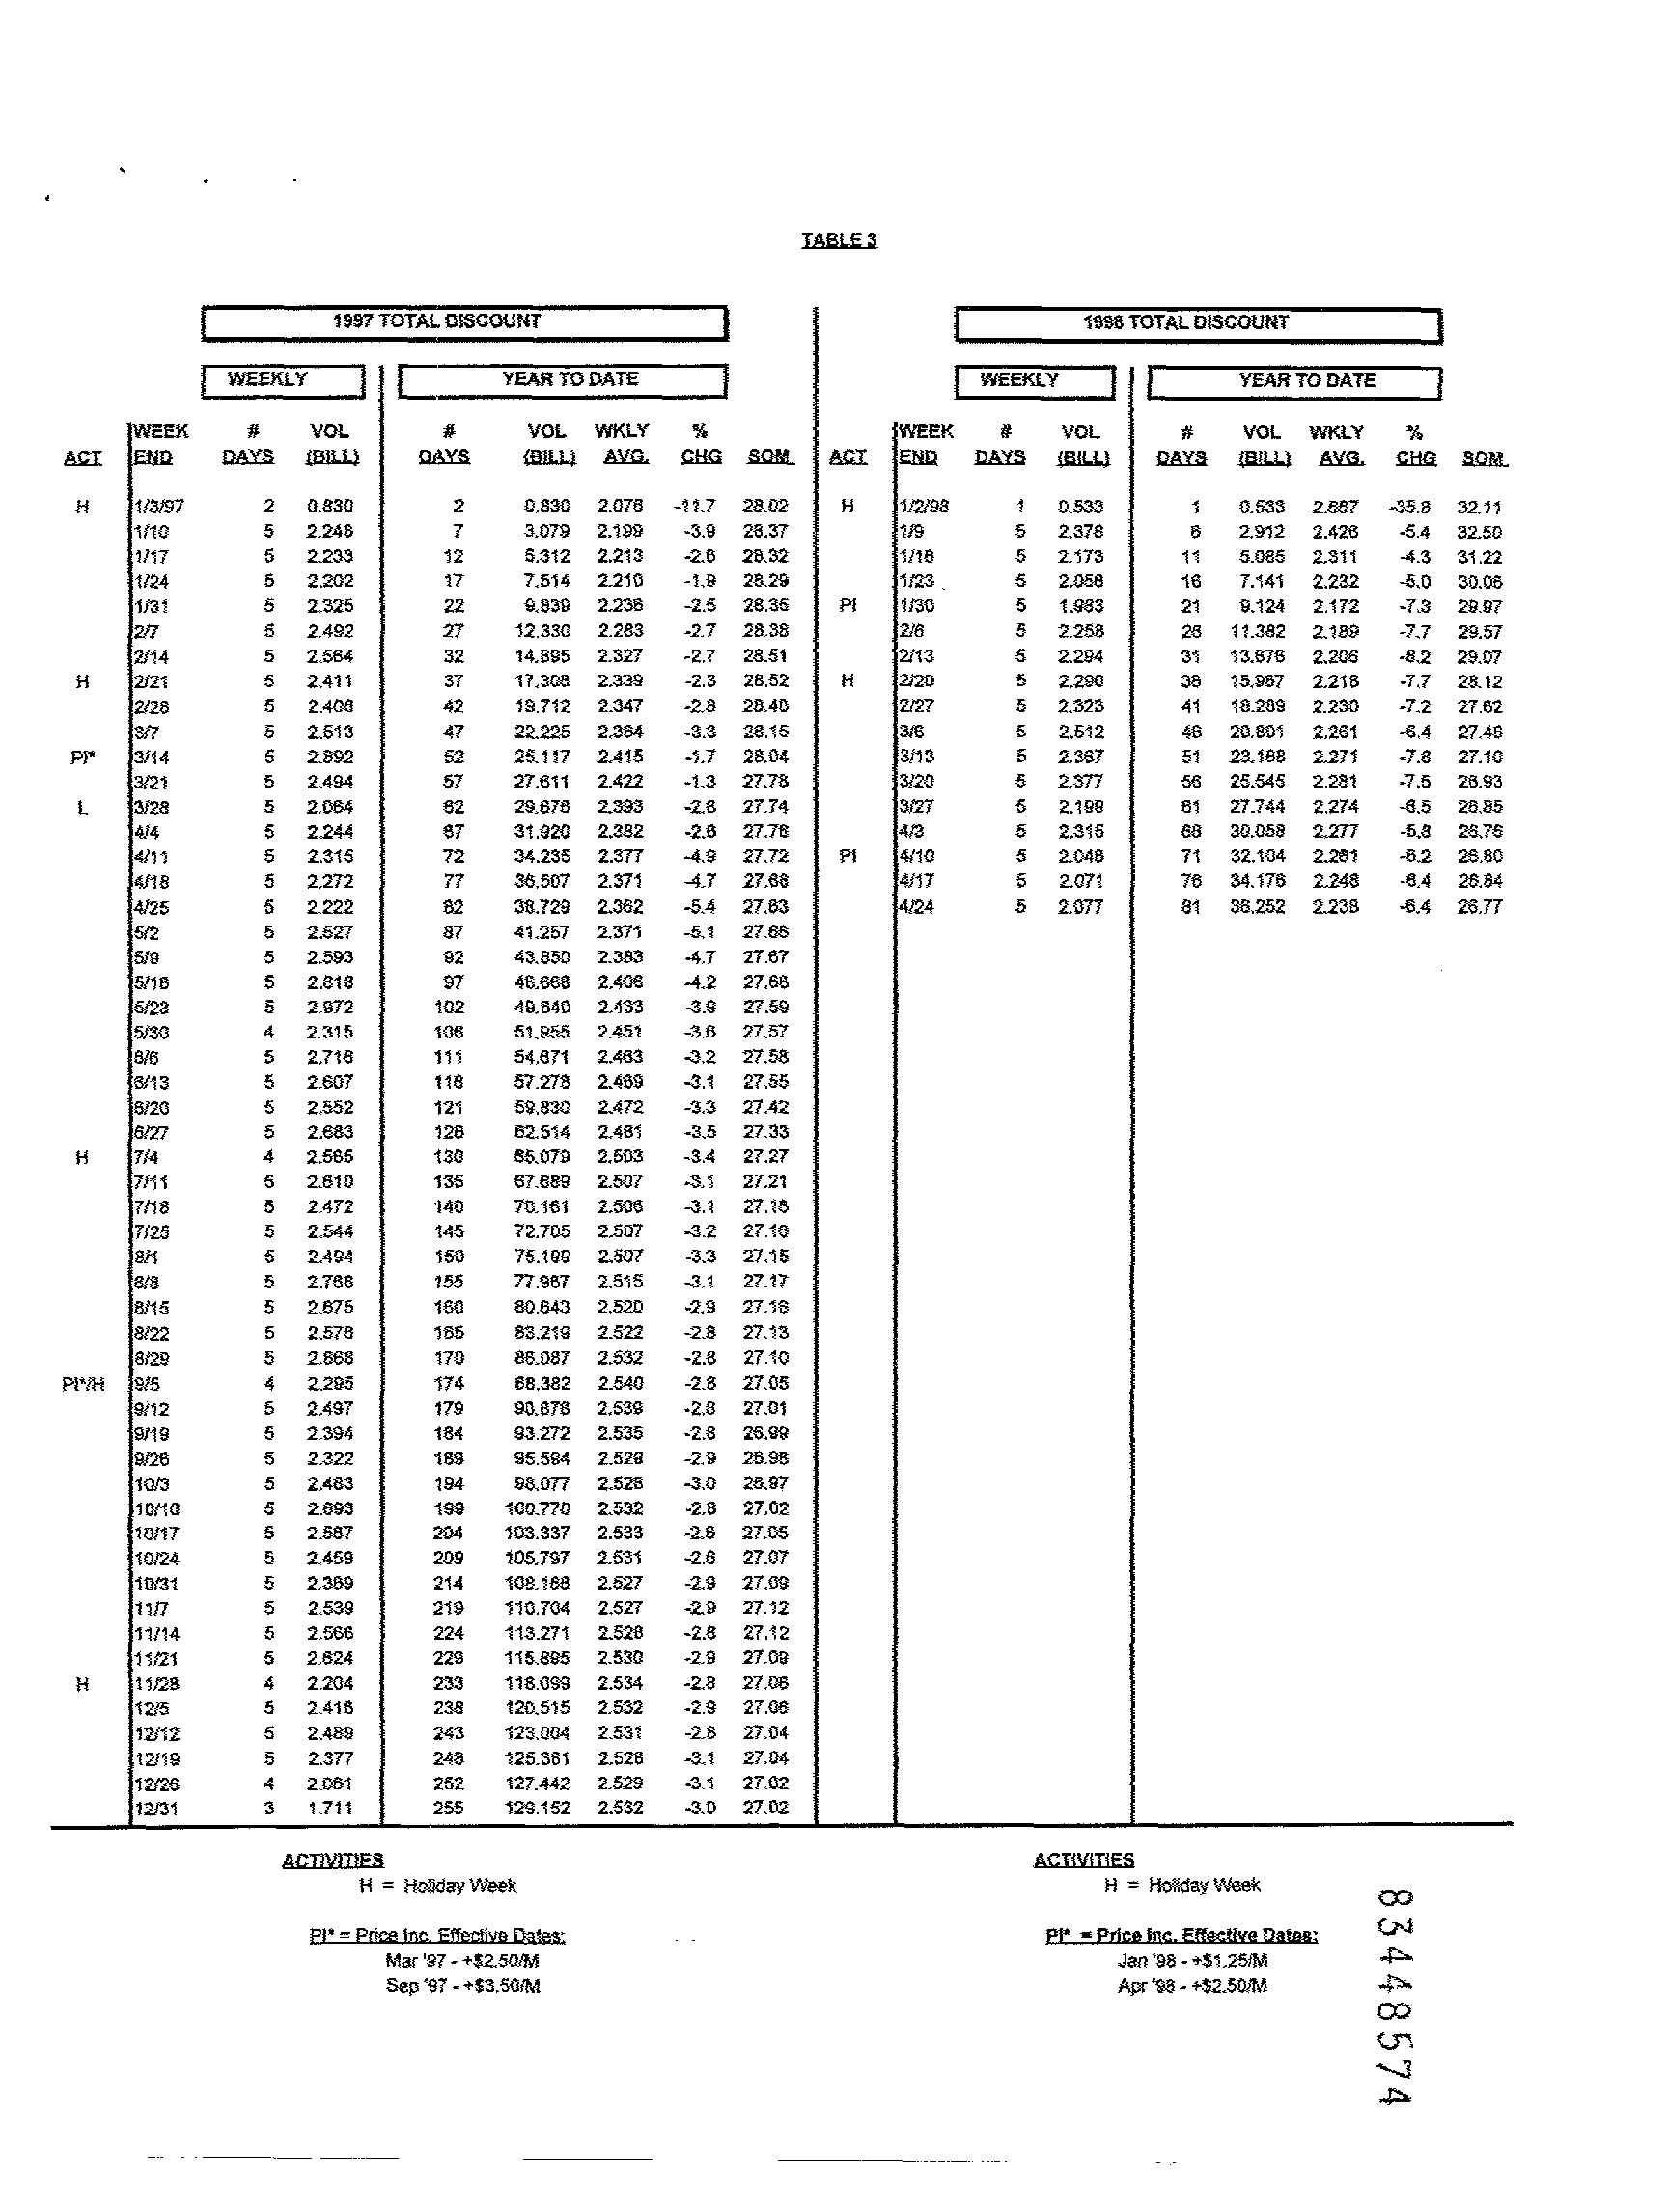 TABLE 3
1997 TOTAL DISCOUNT 1998 TOTAL DISCOUNT
WEEKLY YEAR TO DATE WEEKLY YEAR TO DATE
WEEK # VOL # VOL WKLY % WEEK # VOL # VOL WKLY %
ACT END DAYS (BILL) DAYS (BILL) AVG. CHG SOM ACT END DAYS (BILL) DAYS (BILL) AVG. CHG SOM
H 1/3/97 2 0.830 2 0.830 2.076 -11.7 28.02 H 1/2/98 1 0.533 1 0.533 2.667 -35.8 32.11
1/10 5 2.248 7 3.079 2.199 -3.9 28.37 1/9 5 2.378 6 2.912 2.426 -5.4 32.50
1/17 5 2.233 12 5.312 2.213 -2.6 28.32 1/16 5 2.173 11 5.085 2.311 -4.3 31.22
1/24 5 2.202 17 7.514 2.210 -1.9 28.29 1/23 5 2.056 16 7.141 2.232 -5.0 30.06
1/31 5 2.325 22 9.839 2.236 -2.5 28.35 PI 1/30 5 1.983 21 9.124 2.172 -7.3 29.97
2/7 5 2.492 27 12.330 2.283 -2.7 28.38 2/6 5 2.258 26 11.382 2.189 -7.7 29.57
2/14 5 2.564 32 14.895 2.327 -2.7 28.51 2/13 5 2.294 31 13.676 2.206 -8.2 29.07
H 2/21 5 2.411 37 17.306 2.339 -2.3 28.52 H 2/20 5 2.290 36 15.967 2.218 -7.7 28.12
2/28 5 2.406 42 19.712 2.347 -2.8 28.40 2/27 5 2.323 41 18.289 2.230 -7.2 27.62
3/7 5 2.513 47 22.225 2.364 -3.3 28.15 3/6 5 2.512 46 20.801 2.261 -6.4 27.46
PI* 3/14 5 2.892 52 25.117 2.415 -1.7 28.04 3/13 5 2.367 51 23.168 2.271 -7.6 27.10
3/21 5 2.494 57 27.611 2.422 -1.3 27.78 3/20 5 2.377 56 25.545 2.281 -7.5 26.93
L 3/28 5 2.064 62 29.676 2.393 -2.6 27.74 3/27 5 2.199 61 27.744 2.274 -6.5 26.85
4/4 5 2.244 67 31.920 2.382 -2.6 27.76 4/3 5 2.315 66 30.058 2.277 -5.8 26.76
4/11 5 2.315 72 34.235 2.377 -4.9 27.72 PI 4/10 5 2.046 71 32.104 2.261 -6.2 26.80
4/18 5 2.272 77 36.507 2.371 -4.7 27.68 4/17 5 2.071 76 34.176 2.248 -6.4 26.84
4/25 5 2.222 82 38.729 2.362 -5.4 27.63 4/24 5 2.077 81 36.252 2.238 -6.4 26.77
5/2 5 2.527 87 41.257 2.371 -5.1 27.66
5/9 5 2.593 92 43.850 2.383 -4.7 27.67
5/16 5 2.818 97 46.668 2.406 -4.2 27.68
5/23 5 2.972 102 49.640 2.433 -3.9 27.59
5/30 4 2.315 106 51.955 2.451 -3.6 27.57
6/6 5 2.716 111 54.671 2.463 -3.2 27.58
6/13 5 2.607 116 57.278 2.469 -3.1 27.55
6/20 5 2.552 121 59.830 2.472 -3.3 27.42
6/27 5 2.683 126 62.514 2.481 -3.5 27.33
H 7/4 4 2.565 130 65.079 2.503 -3.4 27.27
7/11 5 2.610 135 67.689 2.507 -3.1 27.21
7/18 5 2.472 140 70.161 2.506 -3.1 27.18
7/25 5 2.544 145 72.705 2.507 -3.2 27.16
8/1 5 2.494 150 75.199 2.507 -3.3 27.15
8/8 5 2.768 155 77.967 2.515 -3.1 27.17
8/15 5 2.675 160 80.643 2.520 -2.9 27.16
8/22 5 2.576 165 83.219 2.522 -2.8 27.13
8/29 5 2.868 170 86.087 2.532 -2.8 27.10
PI*/H 9/5 4 2.295 174 88.382 2.540 -2.8 27.05
9/12 5 2.497 179 90.878 2.539 -2.8 27.01
9/19 5 2.394 184 93.272 2.535 -2.8 26.99
9/26 5 2.322 189 95.594 2.529 -2.9 26.98
10/3 5 2.483 194 98.077 2.528 -3.0 26.97
10/10 5 2.693 199 100.770 2.532 -2.8 27.02
10/17 5 2.567 204 103.337 2.533 -2.6 27.05
10/24 5 2.459 209 105.797 2.531 -2.6 27.07
10/31 5 2.369 214 108.166 2.527 -2.9 27.09
11/7 5 2.539 219 110.704 2.527 -2.9 27.12
11/14 5 2.566 224 113.271 2.528 -2.8 27.12
11/21 5 2.624 229 115.895 2.530 -2.9 27.09
H 11/28 4 2.204 233 118.099 2.534 -2.8 27.06
12/5 5 2.416 238 120.515 2.532 -2.9 27.06
12/12 5 2.489 243 123.004 2.531 -2.8 27.04
12/19 5 2.377 248 125.381 2.528 -3.1 27.04
12/26 4 2.061 252 127.442 2.529 -3.1 27.02
12/31 3 1.711 255 129.152 2.532 -3.0 27.02
ACTIVITIES ACTIVITIES
H = Holiday Week H = Holiday Week
PI* = Price Inc. Effective Dates: PI* = Price Inc. Effective Dates:
Mar '97 - +$2.50/M Jan '98 - +$1.25/M
Sep '97 - +$3.50/M Apr '98 - +$2.50/M
83448574